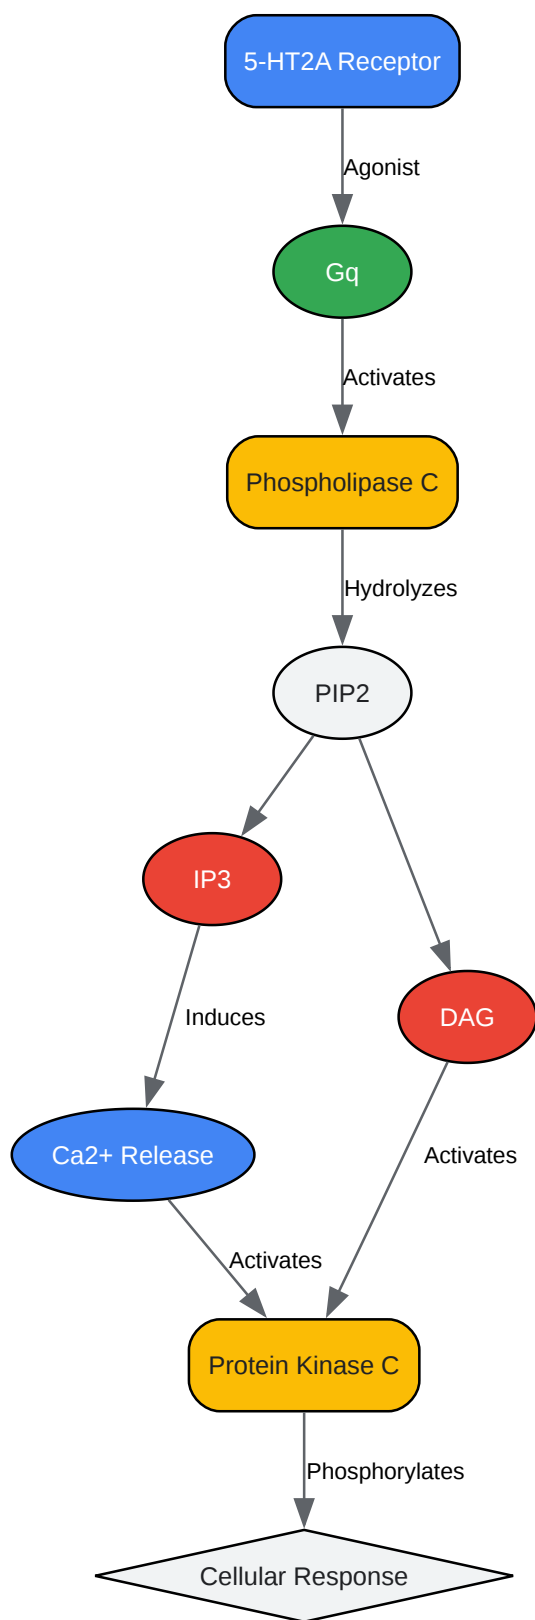 5-HT2A Receptor
Agonist
Gq
Activates
Phospholipase C
Hydrolyzes
PIP2
IP3
Induces
DAG
Ca2+ Release
Activates
Activates
Protein Kinase C
Phosphorylates
Cellular Response